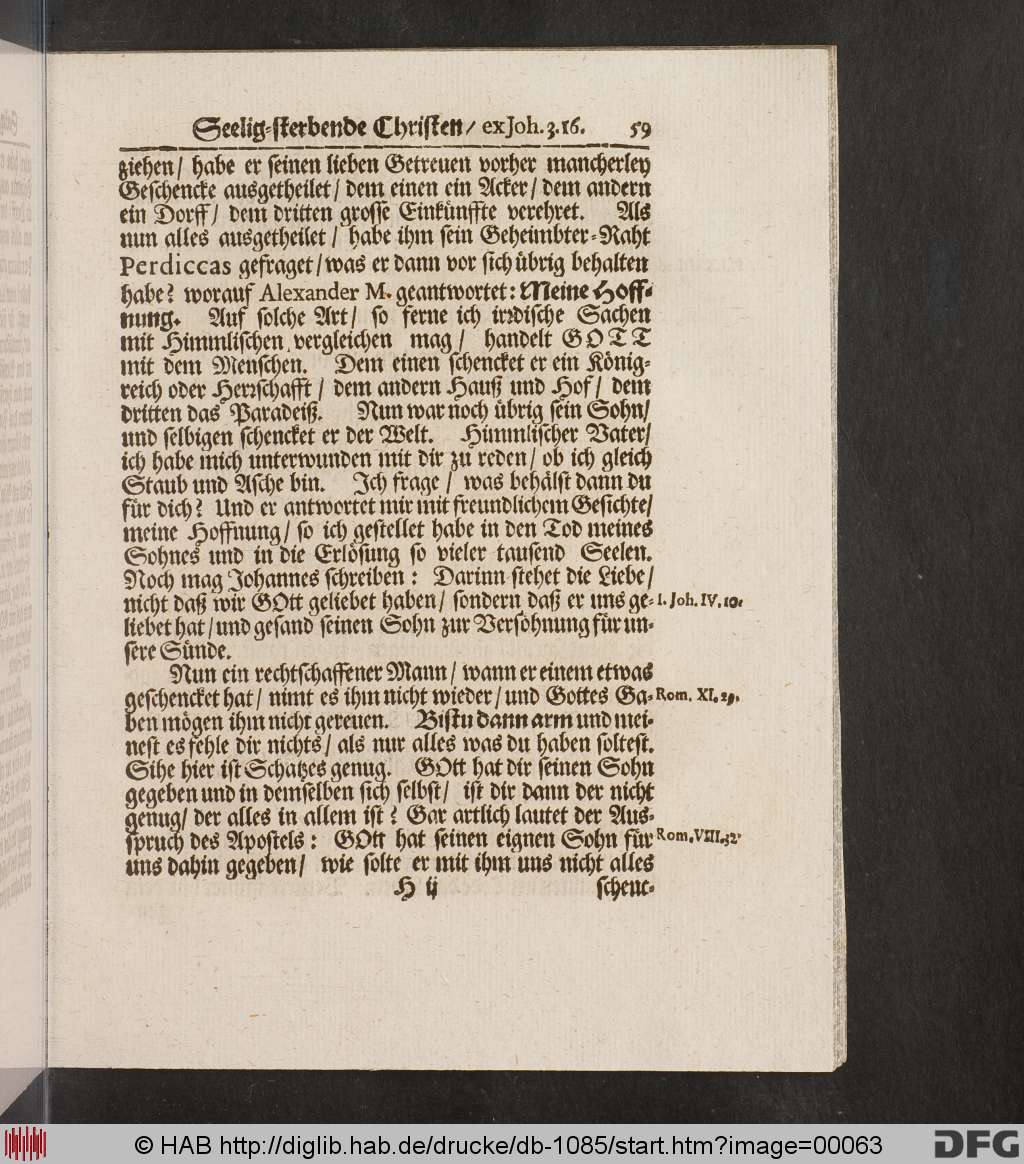 Seelig-sterbende Christen/ ex Joh. 3. 16. 59
ziehen/ habe er seinen lieben Getreuen vorher mancherley
Geschencke ausgetheilet/ dem einen ein Acker/ dem andern
ein Dorff/ dem dritten grosse Einkünffte verehret. Als
nun alles ausgetheilet/ habe ihm sein Geheimbter-Raht
Perdiccas gefraget/ was er dann vor sich übrig behalten
habe? worauf Alexander M. geantwortet: Meine Hoff-
nung. Auf solche Art/ so ferne ich irrdische Sachen
mit Himmlischen vergleichen mag/ handelt GOTT
mit dem Menschen. Dem einen schencket er ein König-
reich oder Herrschafft/ dem andern Hauß und Hof/ dem
dritten das Paradeiß. Nun war noch übrig sein Sohn/
und selbigen schencket er der Welt. Himmlischer Vater/
ich habe mich unterwunden mit dir zu reden/ ob ich gleich
Staub und Asche bin. Ich frage/ was behälst dann du
für dich? Und er antwortet mir mit freundlichem Gesichte/
meine Hoffnung/ so ich gestellet habe in den Tod meines
Sohnes und in die Erlösung so vieler tausend Seelen.
Noch mag Johannes schreiben: Darinn stehet die Liebe/
nicht daß wir GOtt geliebet haben/ sondern daß er uns ge- I. Joh. IV. 10.
liebet hat/ und gesand seinen Sohn zur Versöhnung für un-
sere Sünde.
Nun ein rechtschaffener Mann/ wann er einem etwas
geschencket hat/ nimt es ihm nicht wieder/ und Gottes Ga- Rom. XI. 29.
ben mögen ihm nicht gereuen. Bistu dann arm und mei-
nest es fehle dir nichts/ als nur alles was du haben soltest.
Sihe hier ist Schatzes genug. GOtt hat dir seinen Sohn
gegeben und in demselben sich selbst/ ist dir dann der nicht
genug/ der alles in allem ist? Gar artlich lautet der Aus-
spruch des Apostels: GOtt hat seinen eignen Sohn für Rom. VIII. 32.
uns dahin gegeben/ wie solte er mit ihm uns nicht alles
H ij schenc-
© HAB http://diglib.hab.de/drucke/db-1085/start.htm?image=00063
DFG